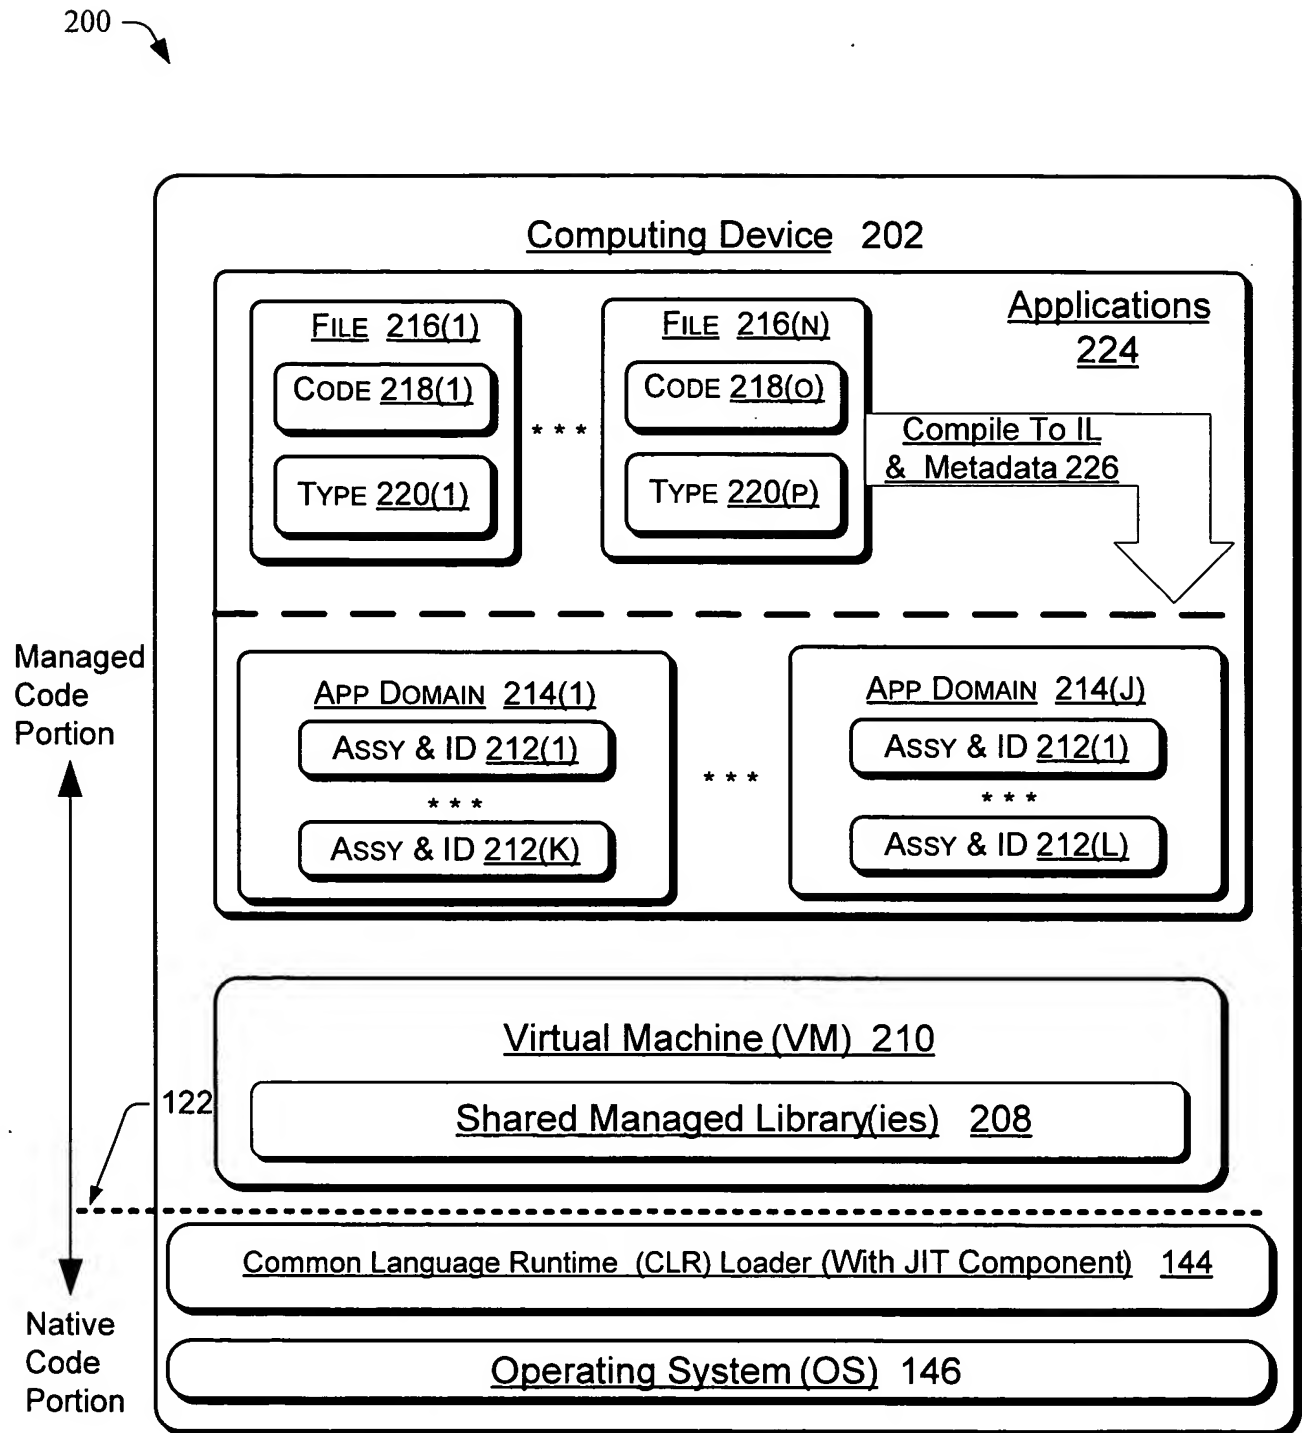 200
Computing Device 202
Applications
224
FILE 216(1)
CODE 218(1)
TYPE 220(1)
* * *
FILE 216(N)
CODE 218(O)
TYPE 220(P)
Compile To IL
& Metadata 226
Managed
Code
Portion
APP DOMAIN 214(1)
ASSY & ID 212(1)
* * *
ASSY & ID 212(K)
* * *
APP DOMAIN 214(J)
ASSY & ID 212(1)
* * *
ASSY & ID 212(L)
Virtual Machine (VM) 210
Shared Managed Library(ies) 208
122
Common Language Runtime (CLR) Loader (With JIT Component) 144
Native
Code
Portion
Operating System (OS) 146